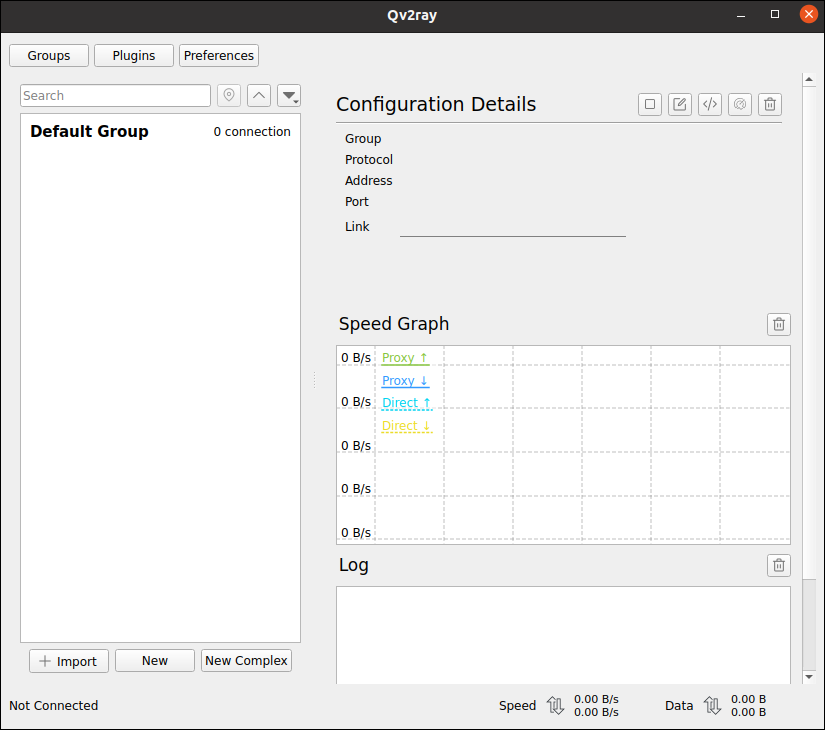 Qv2ray
Groups Plugins Preferences
Search
Default Group 0 connection
Import New New Complex
Configuration Details
Group
Protocol
Address
Port
Link
Speed Graph
0 B/s Proxy ↑
Proxy ↓
0 B/s Direct ↑
Direct ↓
0 B/s
0 B/s
0 B/s
Log
Not Connected Speed 0.00 B/s Data 0.00 B
0.00 B/s 0.00 B